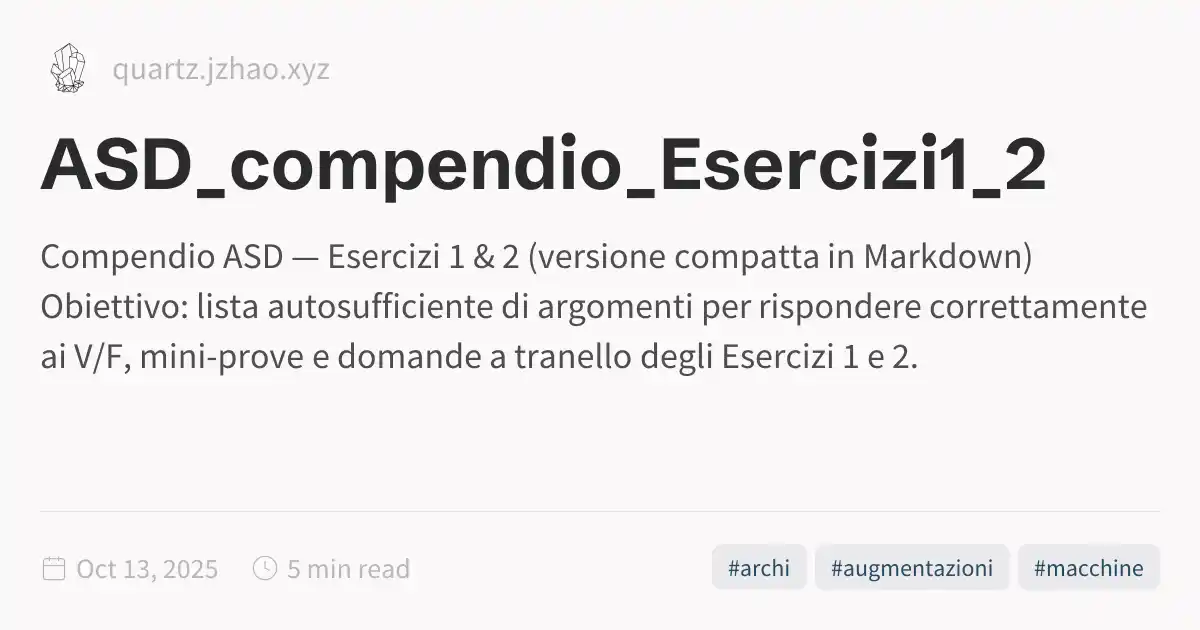 quartz.jzhao.xyz
ASD_compendio_Esercizi1_2
Compendio ASD — Esercizi 1 & 2 (versione compatta in Markdown)
Obiettivo: lista autosufficiente di argomenti per rispondere correttamente
ai V/F, mini-prove e domande a tranello degli Esercizi 1 e 2.
Oct 13, 2025 5 min read #archi #augmentazioni #macchine